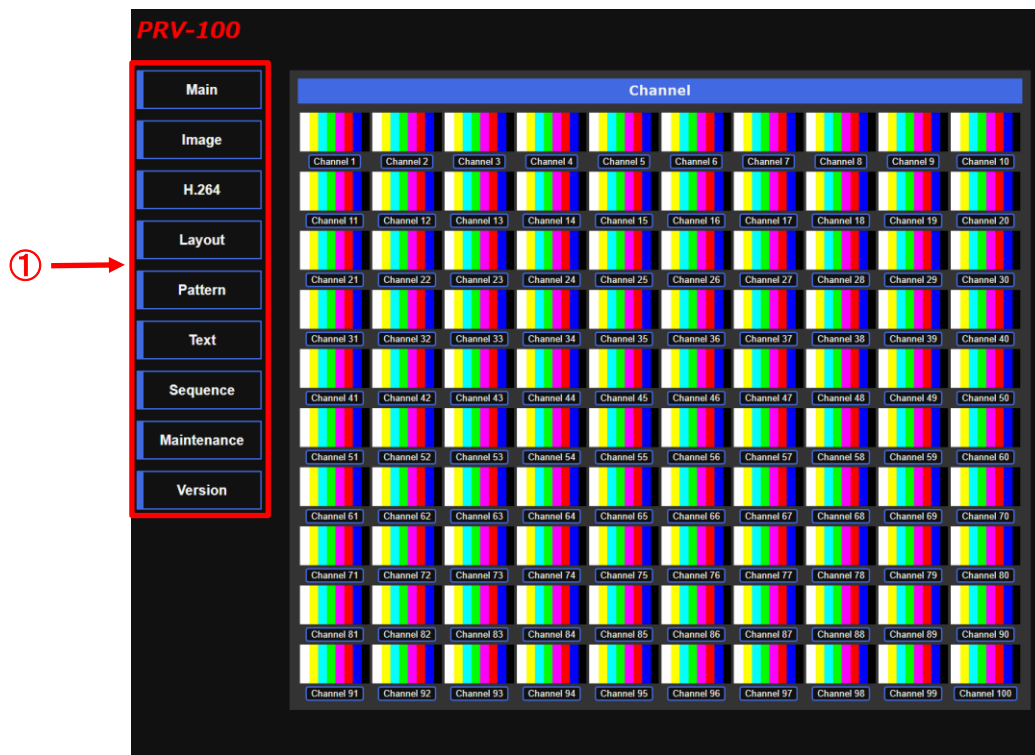 PRV-100
①
Main
Image
H.264
Layout
Pattern
Text
Sequence
Maintenance
Version
Channel
Channel 1 Channel 2 Channel 3 Channel 4 Channel 5 Channel 6 Channel 7 Channel 8 Channel 9 Channel 10
Channel 11 Channel 12 Channel 13 Channel 14 Channel 15 Channel 16 Channel 17 Channel 18 Channel 19 Channel 20
Channel 21 Channel 22 Channel 23 Channel 24 Channel 25 Channel 26 Channel 27 Channel 28 Channel 29 Channel 30
Channel 31 Channel 32 Channel 33 Channel 34 Channel 35 Channel 36 Channel 37 Channel 38 Channel 39 Channel 40
Channel 41 Channel 42 Channel 43 Channel 44 Channel 45 Channel 46 Channel 47 Channel 48 Channel 49 Channel 50
Channel 51 Channel 52 Channel 53 Channel 54 Channel 55 Channel 56 Channel 57 Channel 58 Channel 59 Channel 60
Channel 61 Channel 62 Channel 63 Channel 64 Channel 65 Channel 66 Channel 67 Channel 68 Channel 69 Channel 70
Channel 71 Channel 72 Channel 73 Channel 74 Channel 75 Channel 76 Channel 77 Channel 78 Channel 79 Channel 80
Channel 81 Channel 82 Channel 83 Channel 84 Channel 85 Channel 86 Channel 87 Channel 88 Channel 89 Channel 90
Channel 91 Channel 92 Channel 93 Channel 94 Channel 95 Channel 96 Channel 97 Channel 98 Channel 99 Channel 100